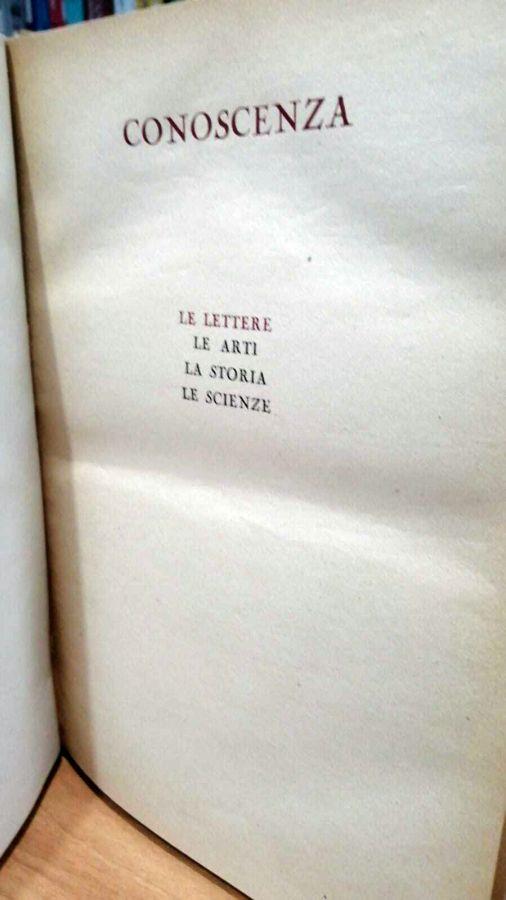 CONOSCENZA
LE LETTERE
LE ARTI
LA STORIA
LE SCIENZE